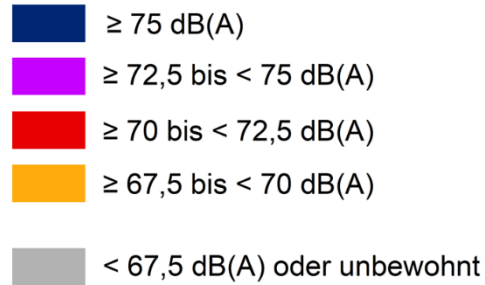 ≥ 75 dB(A)
≥ 72,5 bis < 75 dB(A)
≥ 70 bis < 72,5 dB(A)
≥ 67,5 bis < 70 dB(A)
< 67,5 dB(A) oder unbewohnt